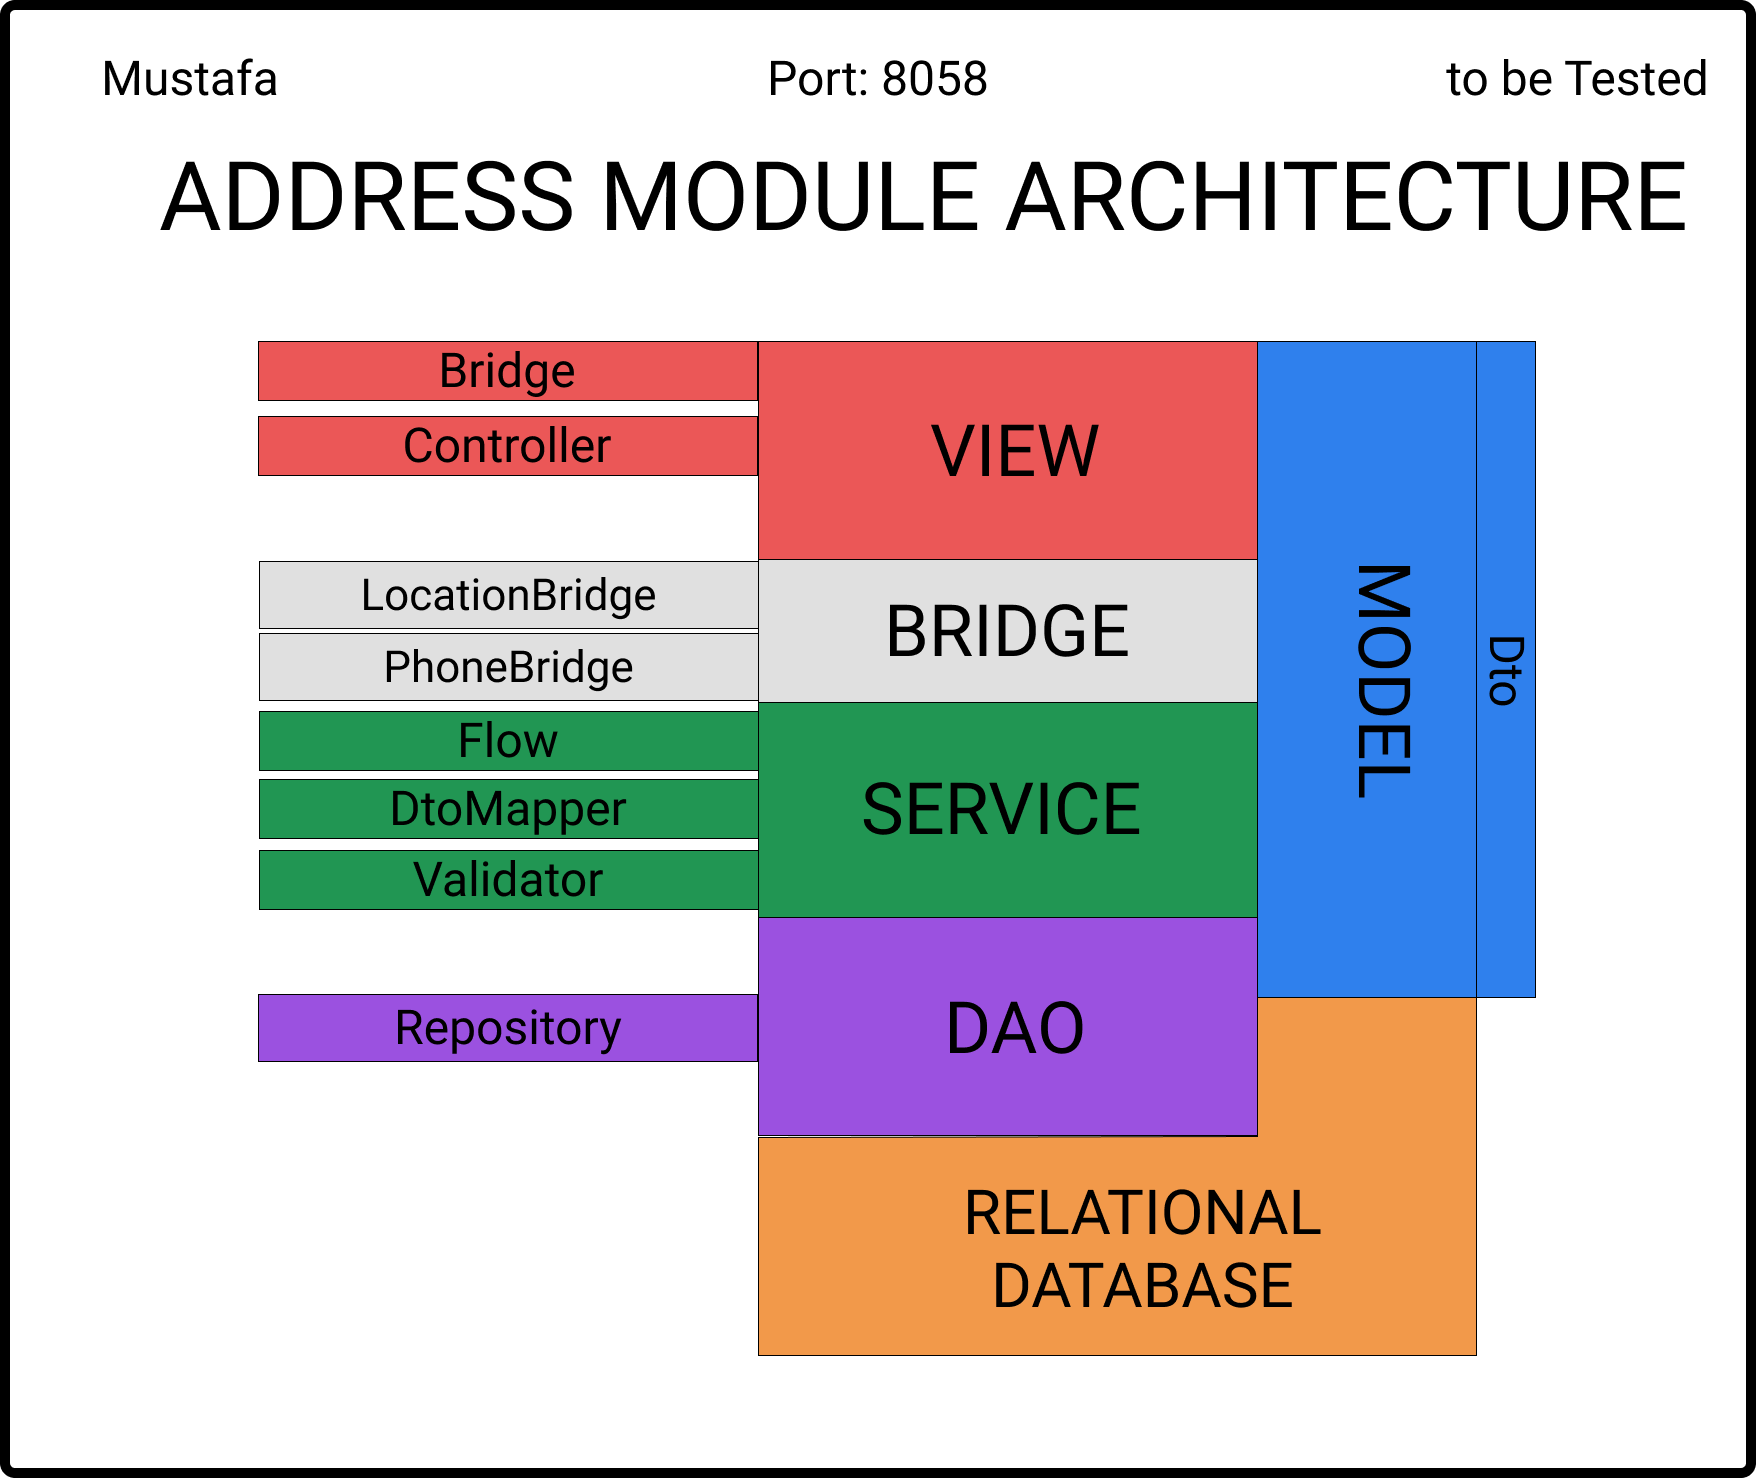 Mustafa
Port: 8058
to be Tested
ADDRESS MODULE ARCHITECTURE
Bridge
Controller
VIEW
LocationBridge
PhoneBridge
BRIDGE
Flow
DtoMapper
Validator
SERVICE
Repository
DAO
MODEL
Dto
RELATIONAL
DATABASE